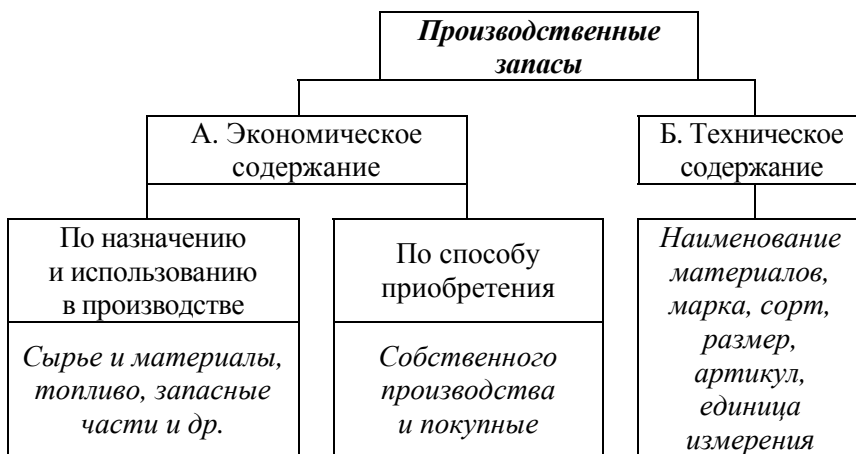 Производственные
запасы
А. Экономическое
содержание
Б. Техническое
содержание
По назначению
и использованию
в производстве
Сырье и материалы,
топливо, запасные
части и др.
По способу
приобретения
Собственного
производства
и покупные
Наименование
материалов,
марка, сорт,
размер,
артикул,
единица
измерения